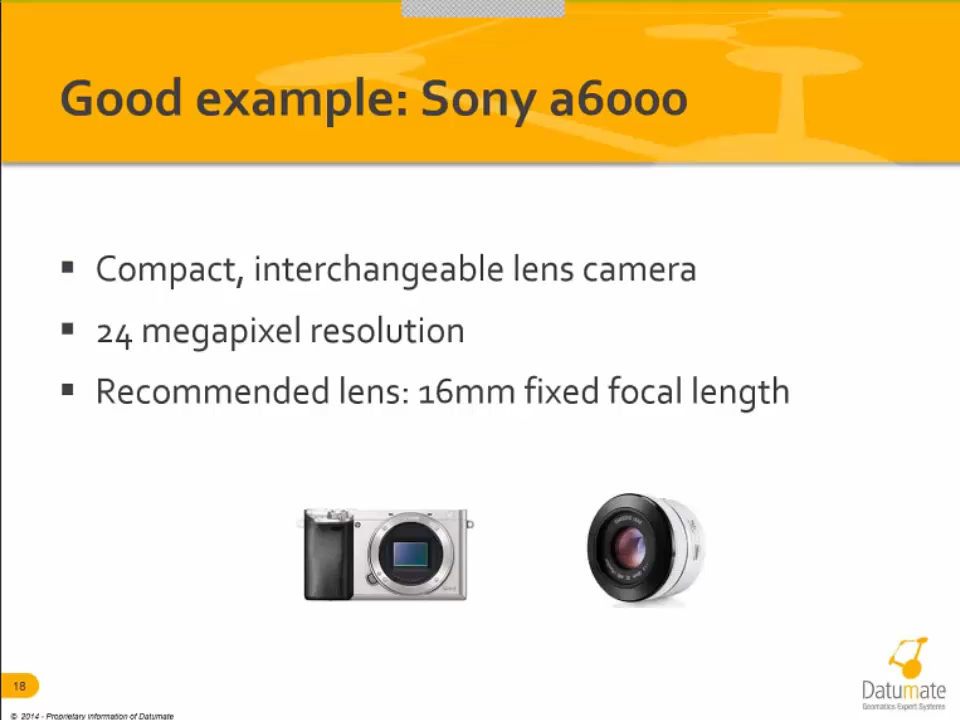 Good example: Sony a6000
▪ Compact, interchangeable lens camera
▪ 24 megapixel resolution
▪ Recommended lens: 16mm fixed focal length
18
Datumate
Geomatics Expert Systems
© 2014 - Proprietary Information of Datumate